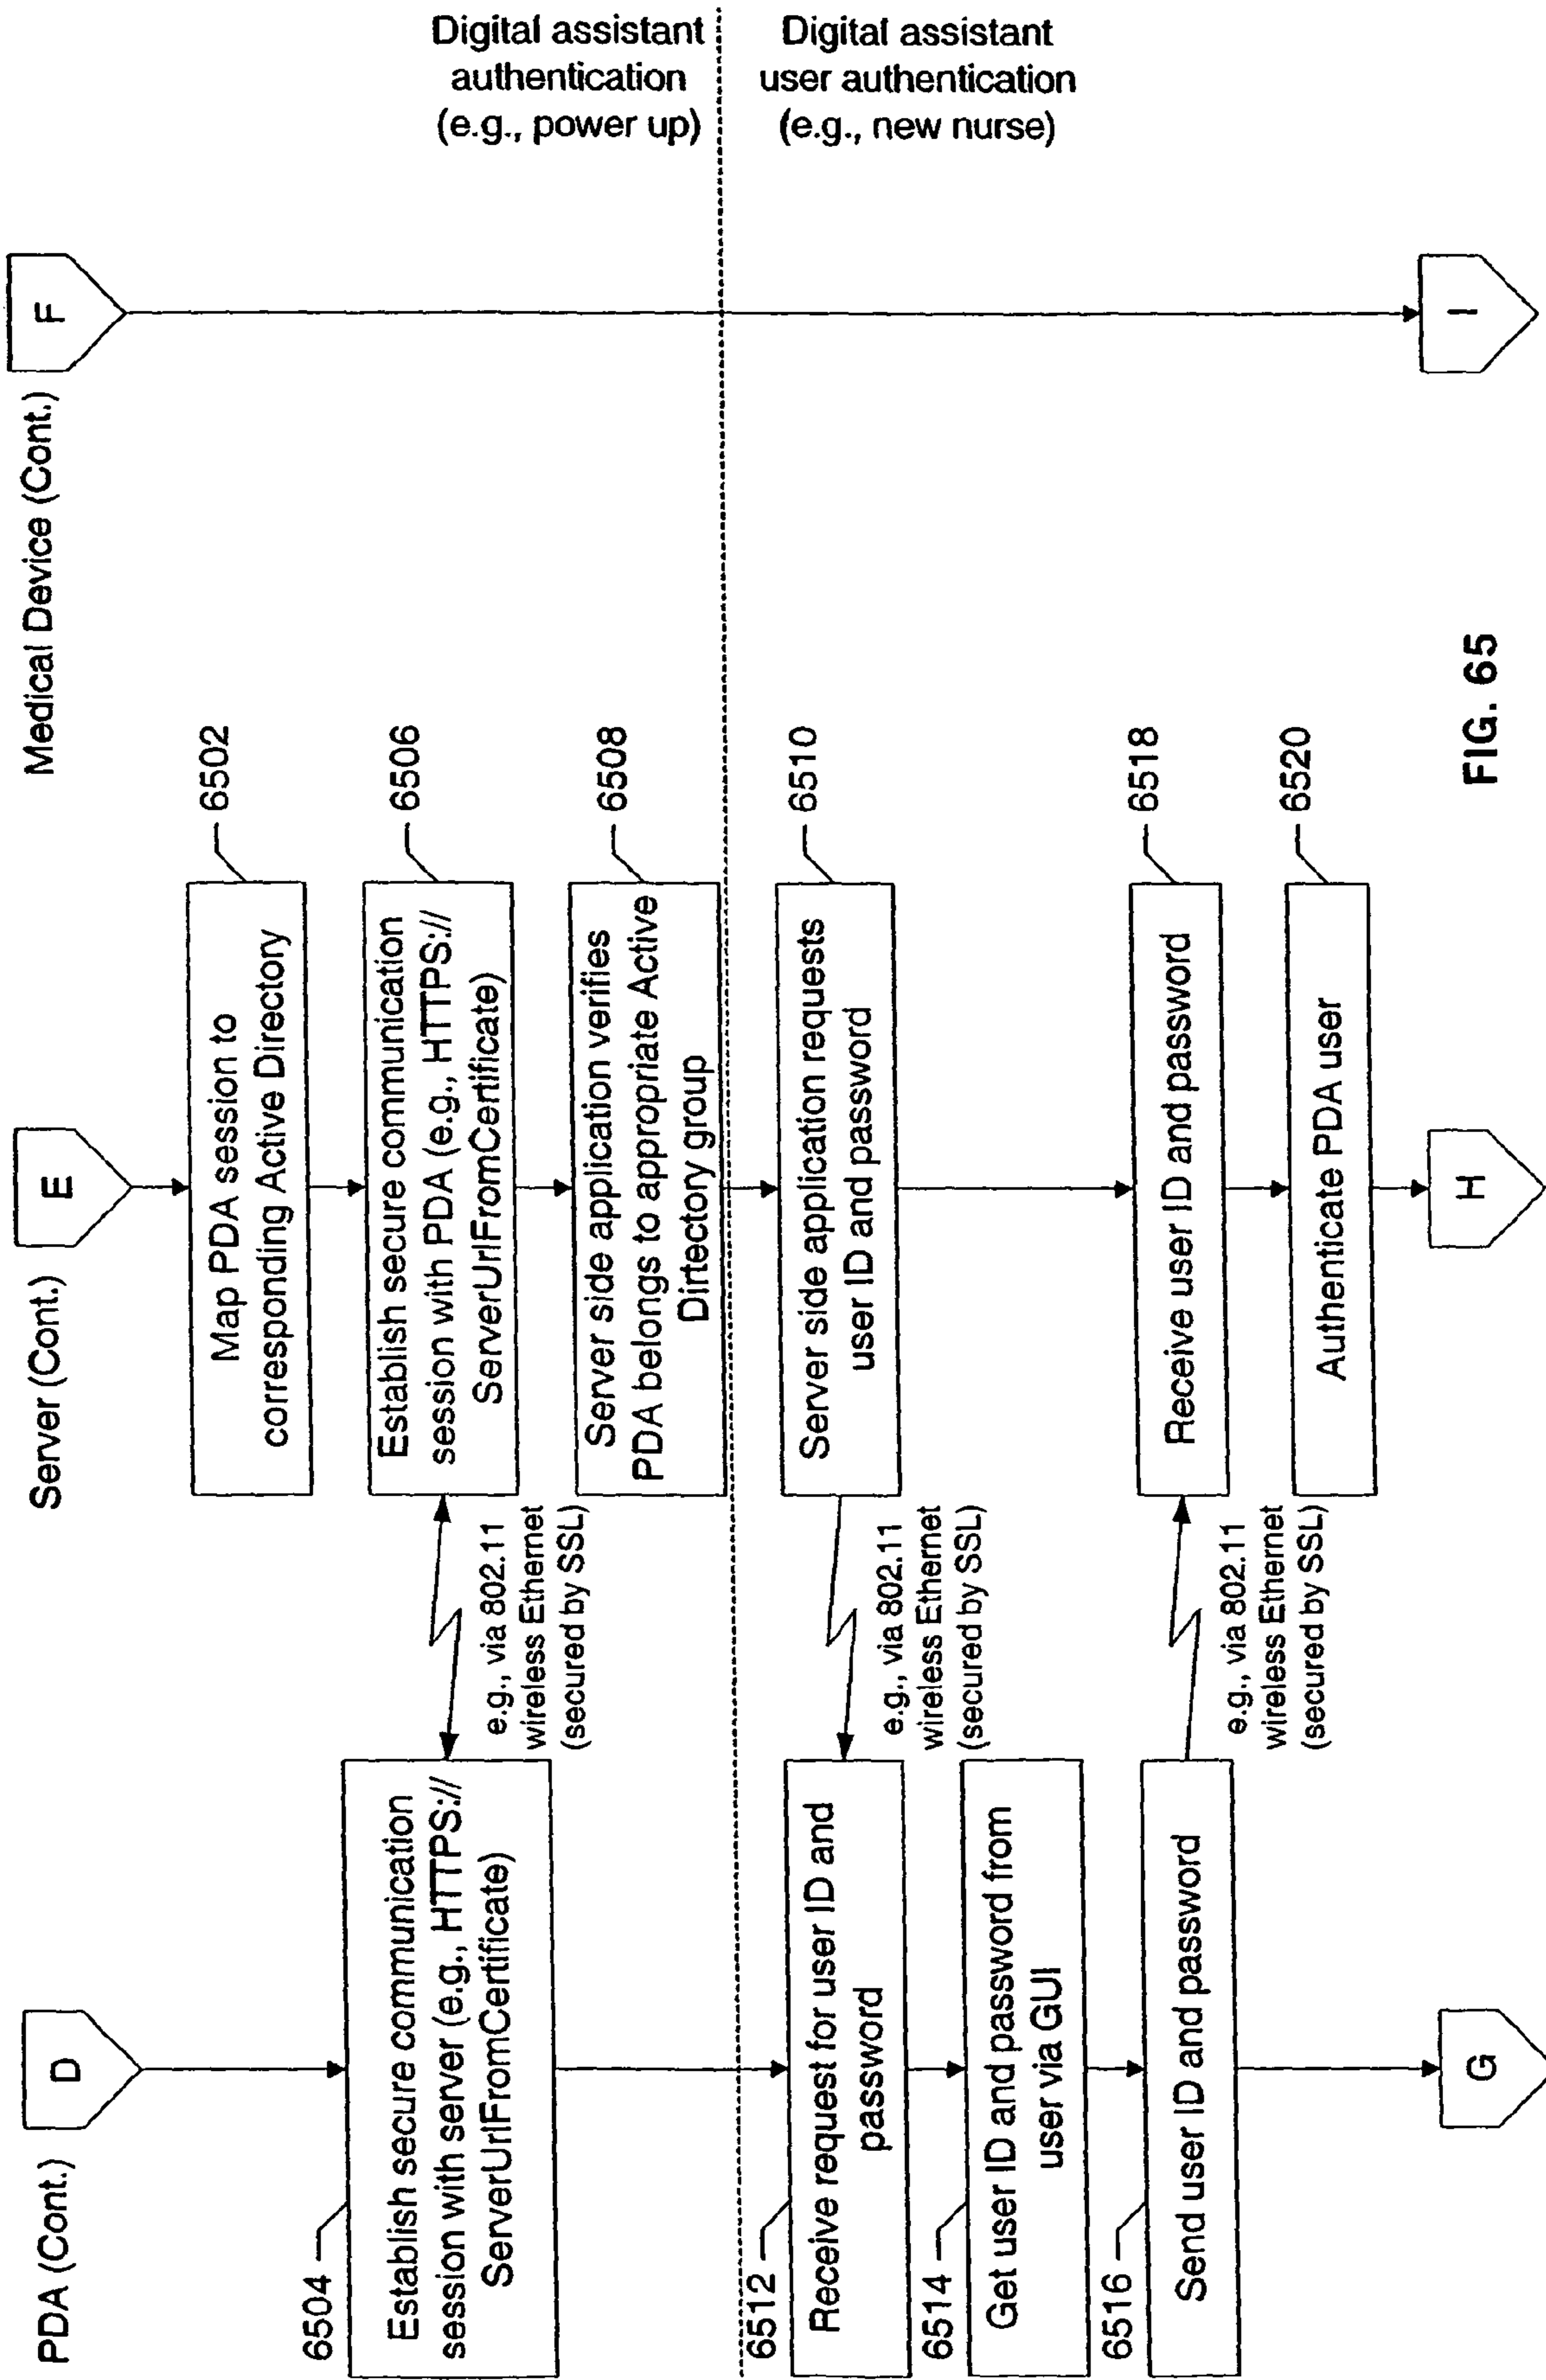 PDA (Cont.)
Server (Cont.)
Medical Device (Cont.)
D
E
F
Map PDA session to
corresponding Active Directory
6502
6504
Establish secure communication
session with server (e.g., HTTPS://
ServerUrlFromCertificate)
e.g., via 802.11
wireless Ethernet
(secured by SSL)
Establish secure communication
session with PDA (e.g., HTTPS://
ServerUrlFromCertificate)
6506
Server side application verifies
PDA belongs to appropriate Active
Dirtectory group
6508
Digital assistant
authentication
(e.g., power up)
Digital assistant
user authentication
(e.g., new nurse)
Server side application requests
user ID and password
6510
6512
Receive request for user ID and
password
e.g., via 802.11
wireless Ethernet
(secured by SSL)
6514
Get user ID and password from
user via GUI
6516
Send user ID and password
e.g., via 802.11
wireless Ethernet
(secured by SSL)
Receive user ID and password
6518
Authenticate PDA user
6520
G
H
I
FIG. 65